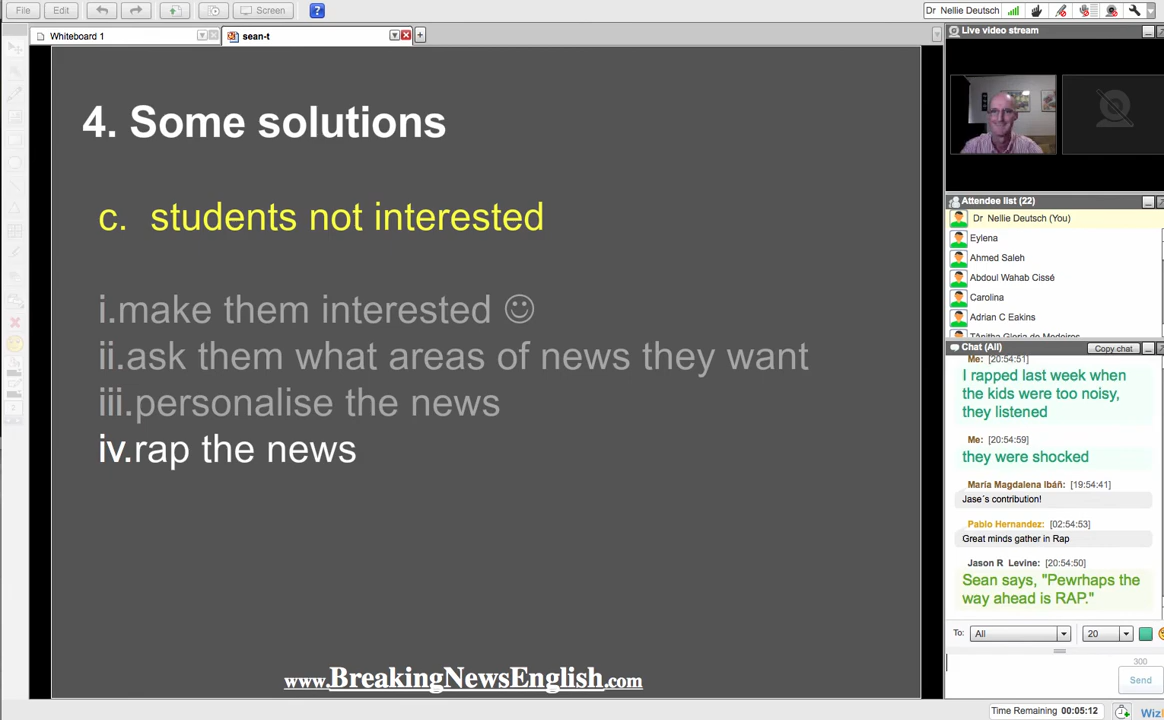 File
Edit
Screen
?
Dr Nellie Deutsch
Whiteboard 1
sean-t
Live video stream
4. Some solutions
c. students not interested
i.make them interested ☺
ii.ask them what areas of news they want
iii.personalise the news
iv.rap the news
www.BreakingNewsEnglish.com
Attendee list (22)
Dr Nellie Deutsch (You)
Eylena
Ahmed Saleh
Abdoul Wahab Cissé
Carolina
Adrian C Eakins
Chat (All)
Copy chat
Me: [20:54:51]
I rapped last week when
the kids were too noisy,
they listened
Me: [20:54:59]
they were shocked
María Magdalena Ibáñ: [19:54:41]
Jase´s contribution!
Pablo Hernandez: [02:54:53]
Great minds gather in Rap
Jason R Levine: [20:54:50]
Sean says, "Pewrhaps the
way ahead is RAP."
To: All 20
300
Send
Time Remaining 00:05:12
Wiz